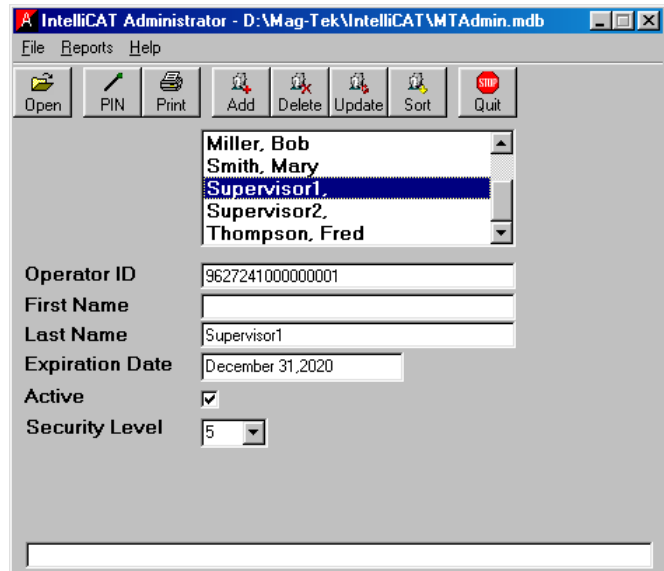 IntelliCAT Administrator - D:\Mag-Tek\IntelliCAT\MTAdmin.mdb
File Reports Help
Open PIN Print Add Delete Update Sort STOP Quit
Miller, Bob
Smith, Mary
Supervisor1,
Supervisor2,
Thompson, Fred
Operator ID 9627241000000001
First Name
Last Name Supervisor1
Expiration Date December 31,2020
Active
Security Level 5